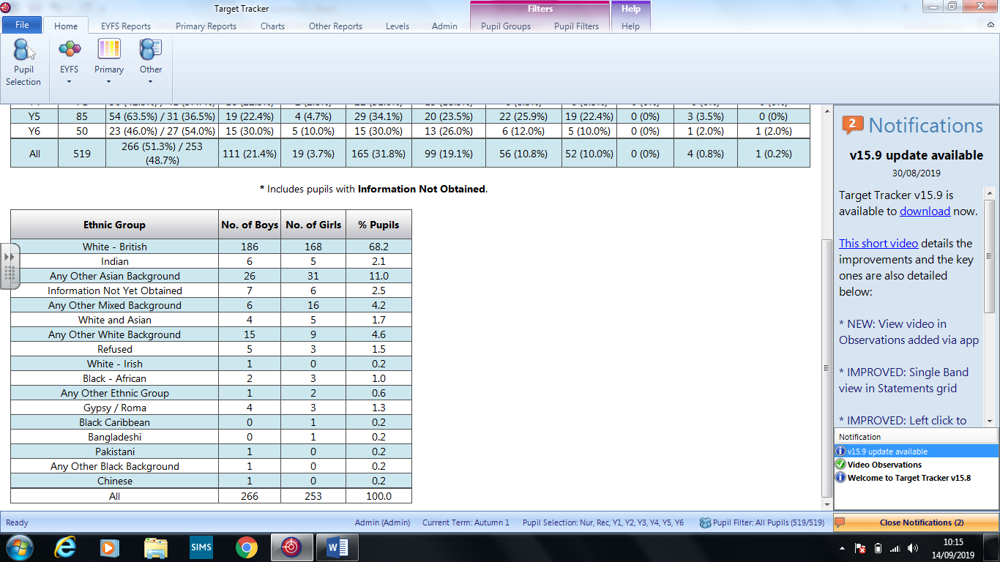 Target Tracker
Filters
Help
File
Home
EYFS Reports
Primary Reports
Charts
Other Reports
Levels
Admin
Pupil Groups
Pupil Filters
Help
Pupil
Selection
EYFS
Primary
Other
Y5 85 54 (63.5%) / 31 (36.5%) 19 (22.4%) 4 (4.7%) 29 (34.1%) 20 (23.5%) 22 (25.9%) 19 (22.4%) 0 (0%) 3 (3.5%) 0 (0%)
Y6 50 23 (46.0%) / 27 (54.0%) 15 (30.0%) 5 (10.0%) 15 (30.0%) 13 (26.0%) 6 (12.0%) 5 (10.0%) 0 (0%) 1 (2.0%) 1 (2.0%)
All 519 266 (51.3%) / 253
(48.7%) 111 (21.4%) 19 (3.7%) 165 (31.8%) 99 (19.1%) 56 (10.8%) 52 (10.0%) 0 (0%) 4 (0.8%) 1 (0.2%)
* Includes pupils with Information Not Obtained.
Ethnic Group No. of Boys No. of Girls % Pupils
White - British 186 168 68.2
Indian 6 5 2.1
Any Other Asian Background 26 31 11.0
Information Not Yet Obtained 7 6 2.5
Any Other Mixed Background 6 16 4.2
White and Asian 4 5 1.7
Any Other White Background 15 9 4.6
Refused 5 3 1.5
White - Irish 1 0 0.2
Black - African 2 3 1.0
Any Other Ethnic Group 1 2 0.6
Gypsy / Roma 4 3 1.3
Black Caribbean 0 1 0.2
Bangladeshi 0 1 0.2
Pakistani 1 0 0.2
Any Other Black Background 1 0 0.2
Chinese 1 0 0.2
All 266 253 100.0
2 Notifications
v15.9 update available
30/08/2019
Target Tracker v15.9 is
available to download now.
This short video details the
improvements and the key
ones are also detailed
below:
* NEW: View video in
Observations added via app
* IMPROVED: Single Band
view in Statements grid
* IMPROVED: Left click to
Notification
v15.9 update available
Video Observations
Welcome to Target Tracker v15.8
Ready
Admin (Admin)
Current Term: Autumn 1
Pupil Selection: Nur, Rec, Y1, Y2, Y3, Y4, Y5, Y6
Pupil Filter: All Pupils (519/519)
Close Notifications (2)
SIMS
W
10:15
14/09/2019